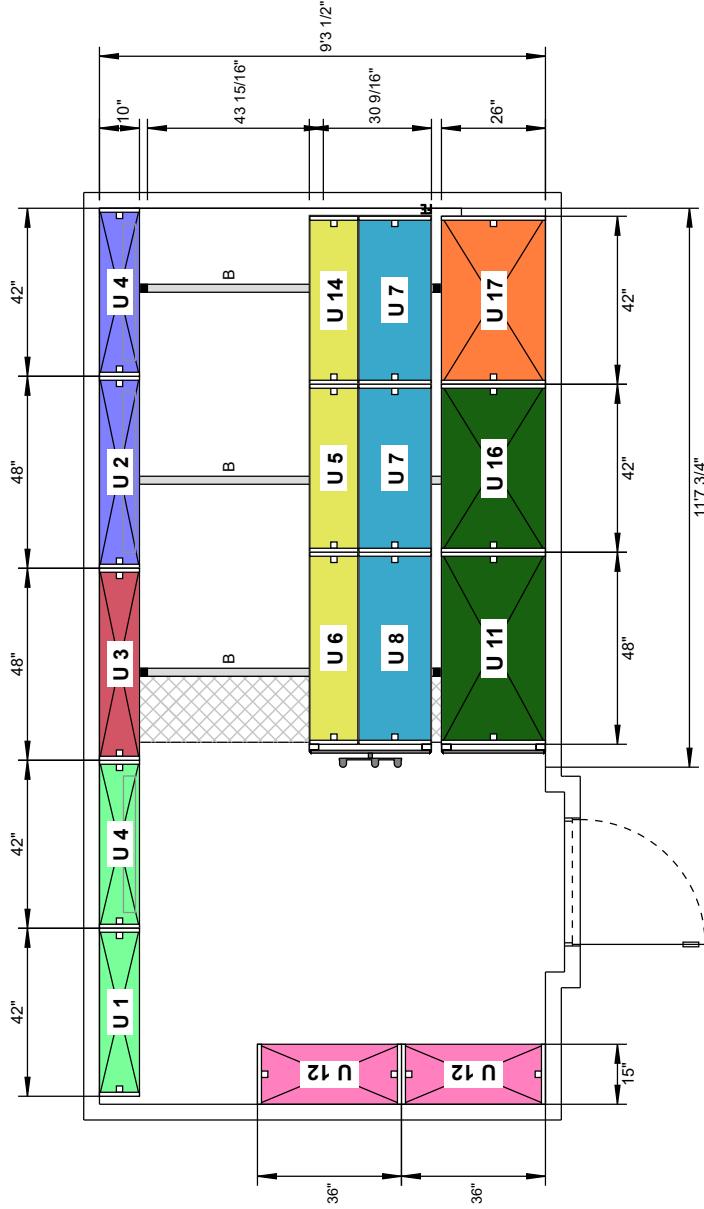 9'3 1/2"
10"
43 15/16"
30 9/16"
26"
42"
48"
48"
42"
42"
U 4
U 2
U 3
U 4
U 1
B
B
B
U 14
U 5
U 6
U 7
U 7
U 8
U 17
U 16
U 11
42"
42"
48"
11'7 3/4"
U 12
U 12
15"
36"
36"